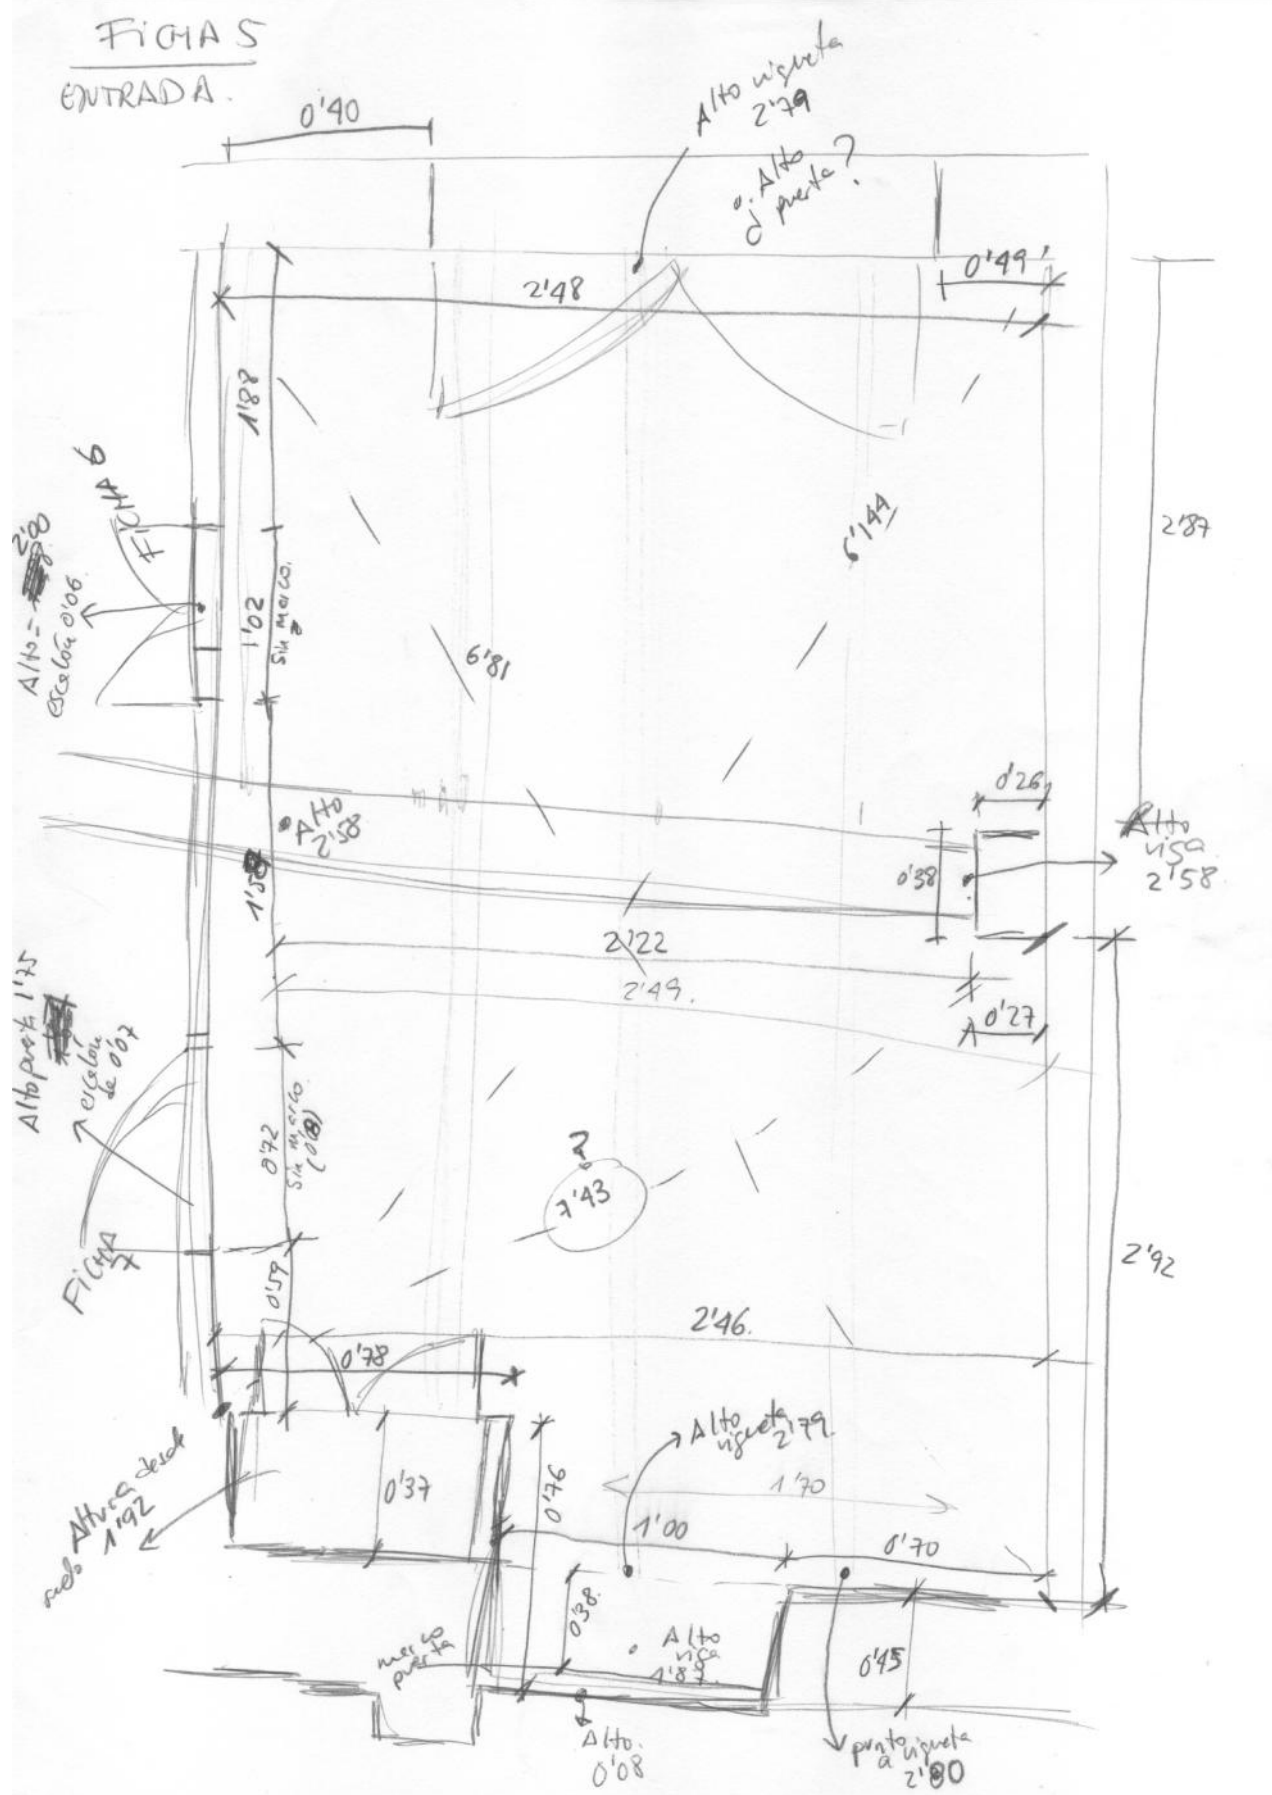 FICHA 5
ENTRADA.
0'40
Alto vigueta
2'79
¿Alto
puerta?
0'49
2'48
1'88
FICHA 6
2'87
6'144
Alto = 2'00
escalón 0'06
1'02
sin marco.
6'81
0'26
Alto
2'58
Alto
viga
2'58
0'38
1'58
2'22
2'49.
0'27
Alto puerta 1'75
escalón
de 0'07
0'72
sin marco.
?
7'43
FICHA
7
0'59
2'92
2'46.
0'78
Alto
vigueta
2'79.
Altura desde
suelo 1'92
0'37
0'76
1'70
1'00
0'70
0'38.
marco
puerta
Alto
viga
1'87.
0'45
Alto.
0'08
punto
a vigueta
2'80